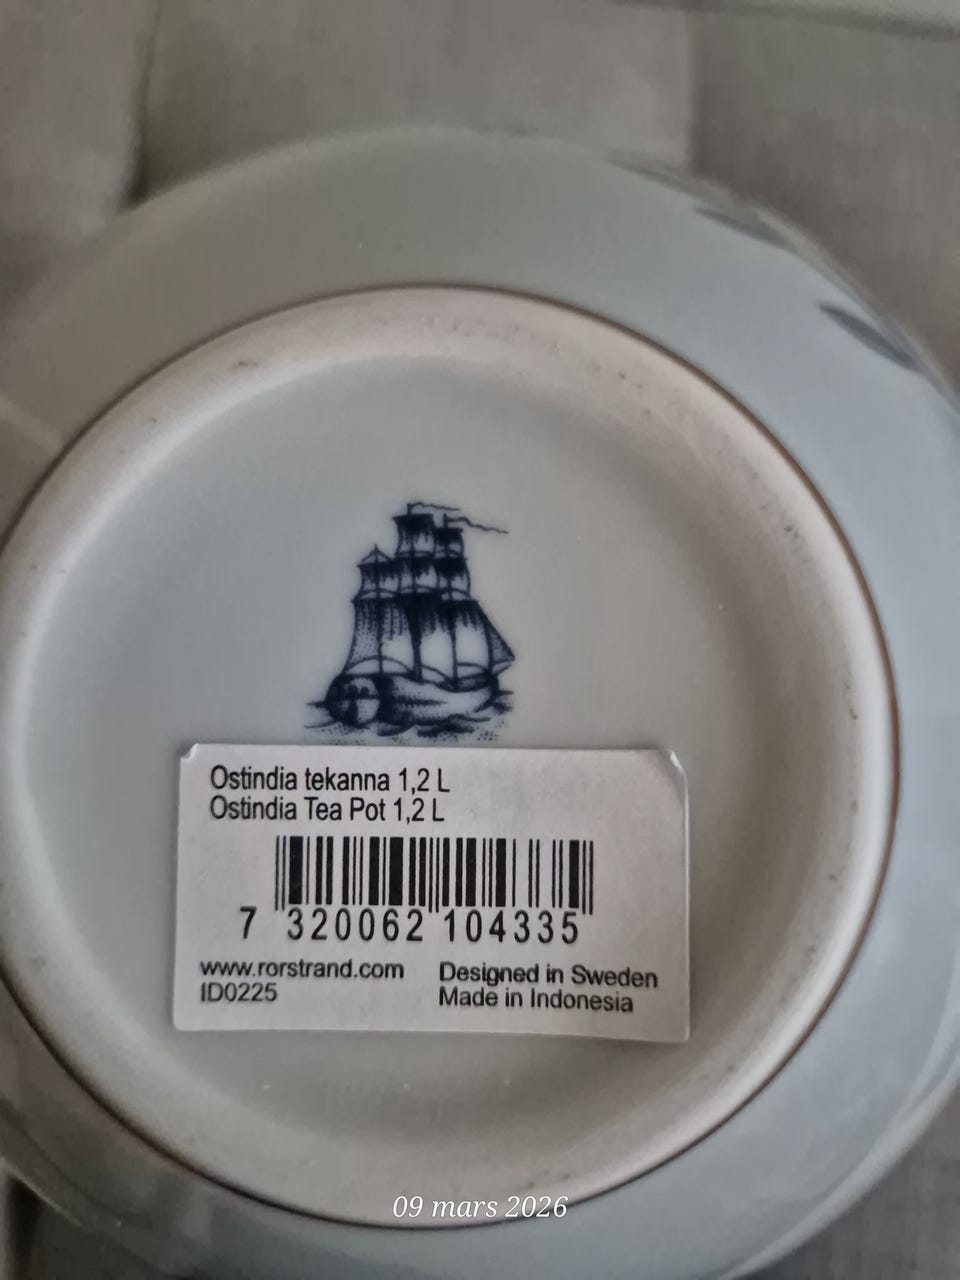 Ostindia tekanna 1,2 L
Ostindia Tea Pot 1,2 L
7 320062 104335
www.rorstrand.com
ID0225
Designed in Sweden
Made in Indonesia
09 mars 2026